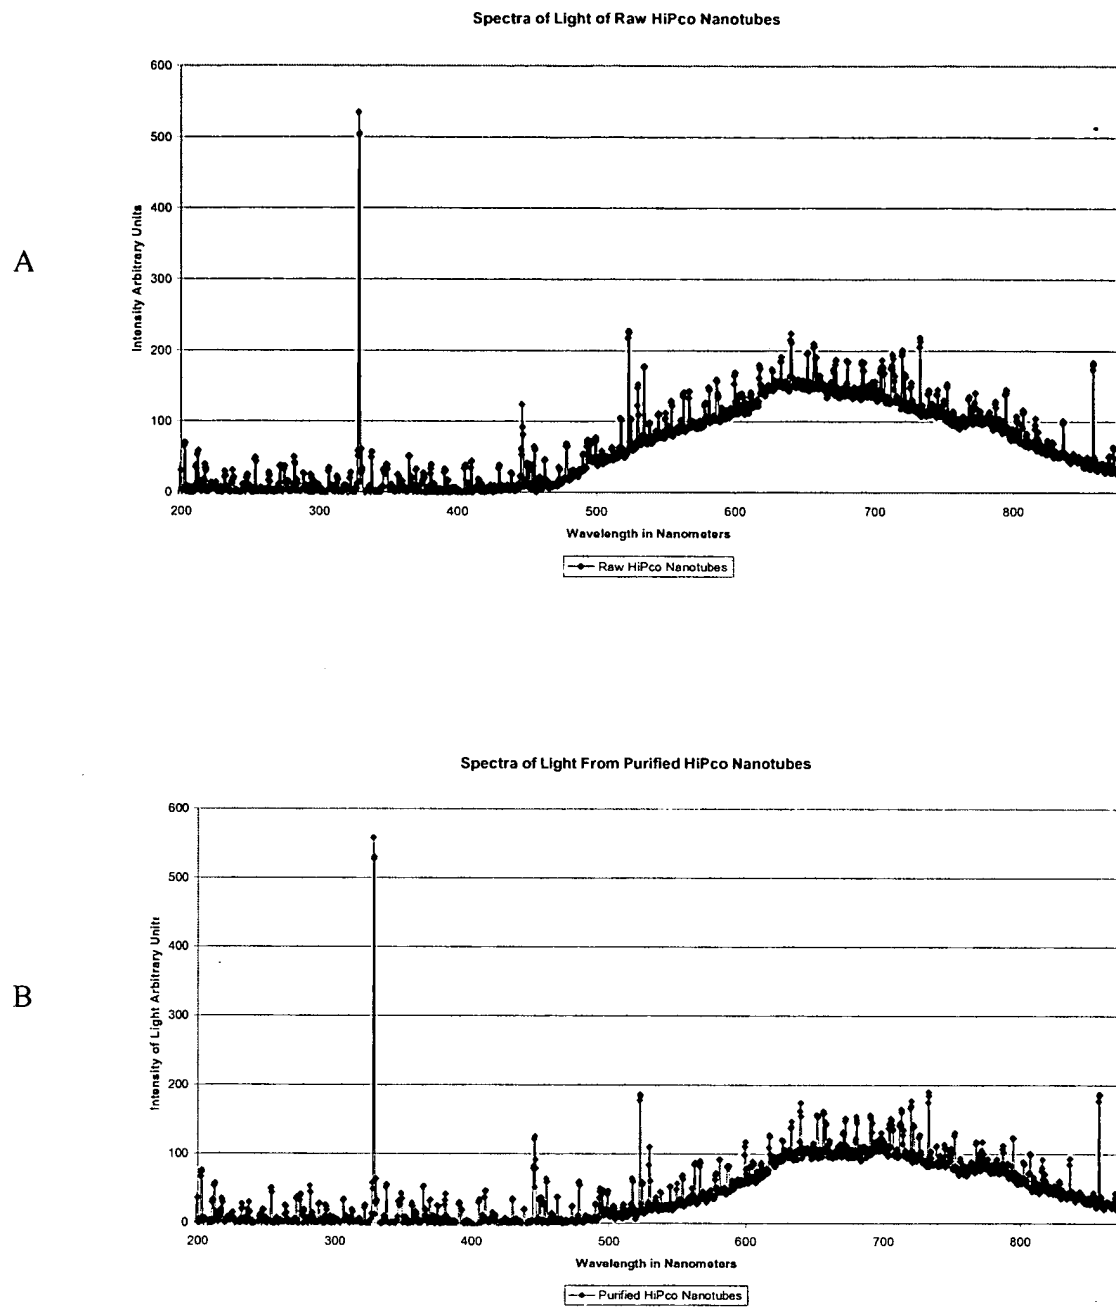 Spectra of Light of Raw HiPco Nanotubes
A
Intensity Arbitrary Units
600
500
400
300
200
100
0
200 300 400 500 600 700 800
Wavelength in Nanometers
Raw HiPco Nanotubes
Spectra of Light From Purified HiPco Nanotubes
B
Intensity of Light Arbitrary Units
600
500
400
300
200
100
0
200 300 400 500 600 700 800
Wavelength in Nanometers
Purified HiPco Nanotubes